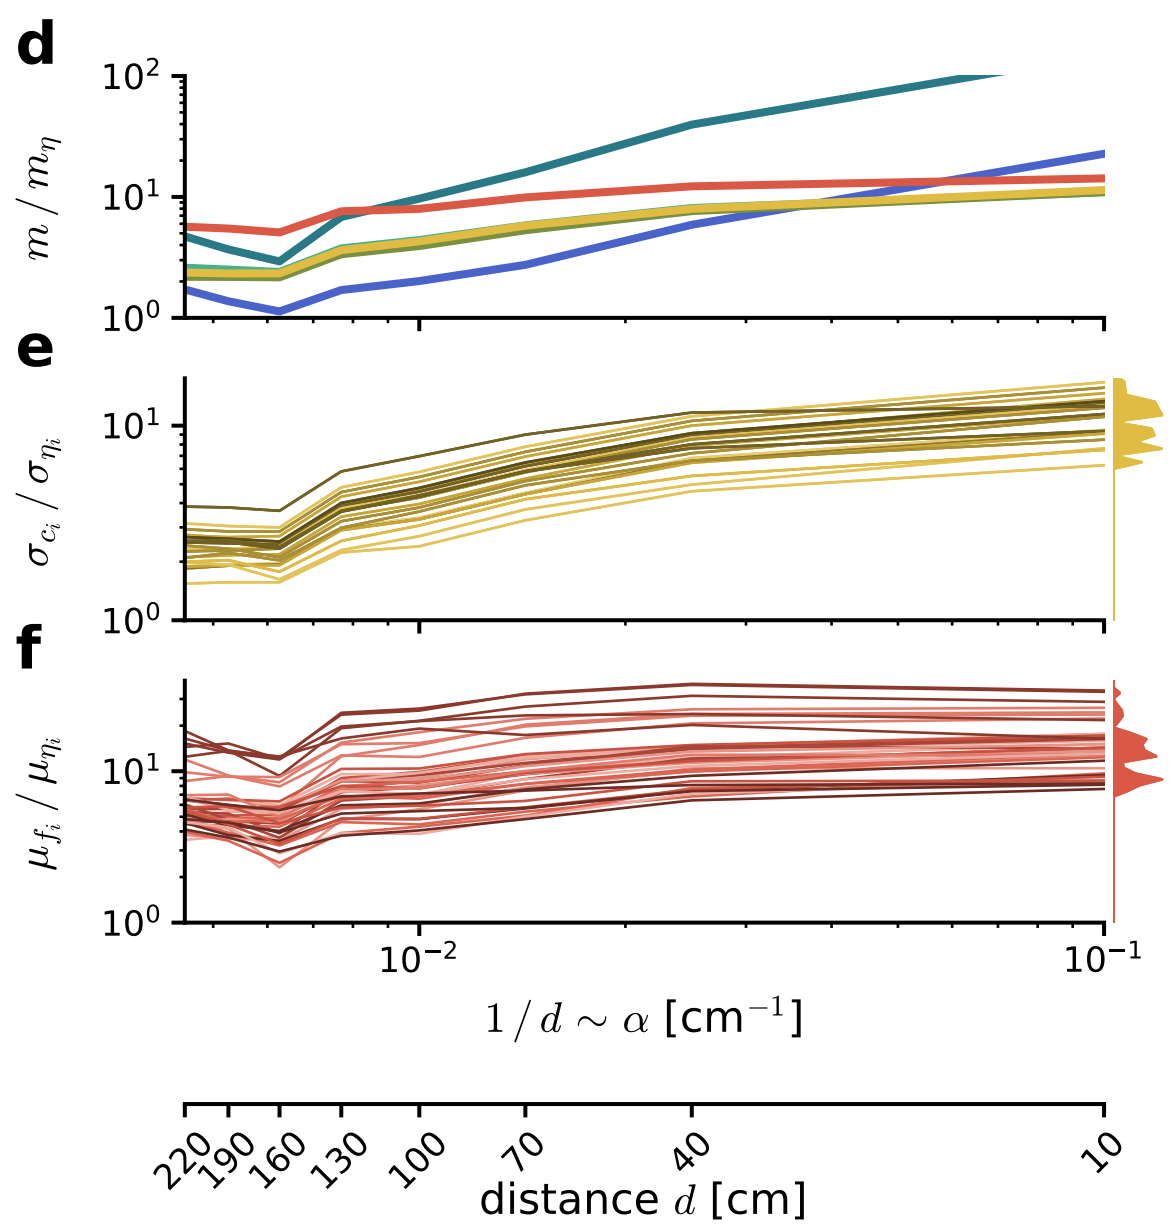 d
10²
10¹
10⁰
m / m_η
e
10¹
10⁰
σ_{c_i} / σ_{η_i}
f
10¹
10⁰
μ_{f_i} / μ_{η_i}
10⁻² 10⁻¹
1 / d ∼ α [cm⁻¹]
220 190 160 130 100 70 40 10
distance d [cm]